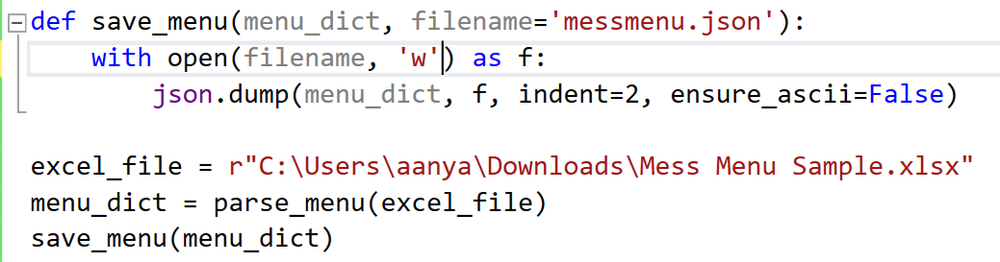 def save_menu(menu_dict, filename='messmenu.json'):
    with open(filename, 'w') as f:
        json.dump(menu_dict, f, indent=2, ensure_ascii=False)
excel_file = r"C:\Users\aanya\Downloads\Mess Menu Sample.xlsx"
menu_dict = parse_menu(excel_file)
save_menu(menu_dict)